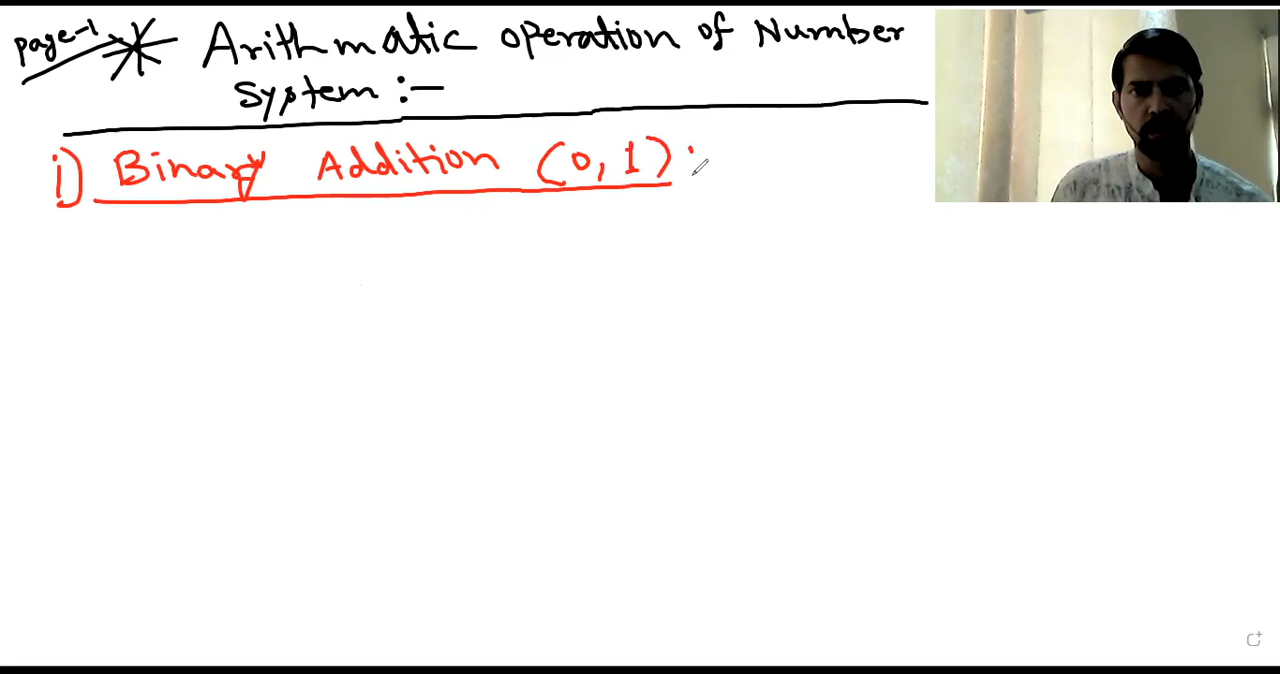 page-1 * Arithmatic operation of Number
System :-
i) Binary Addition (0, 1) :